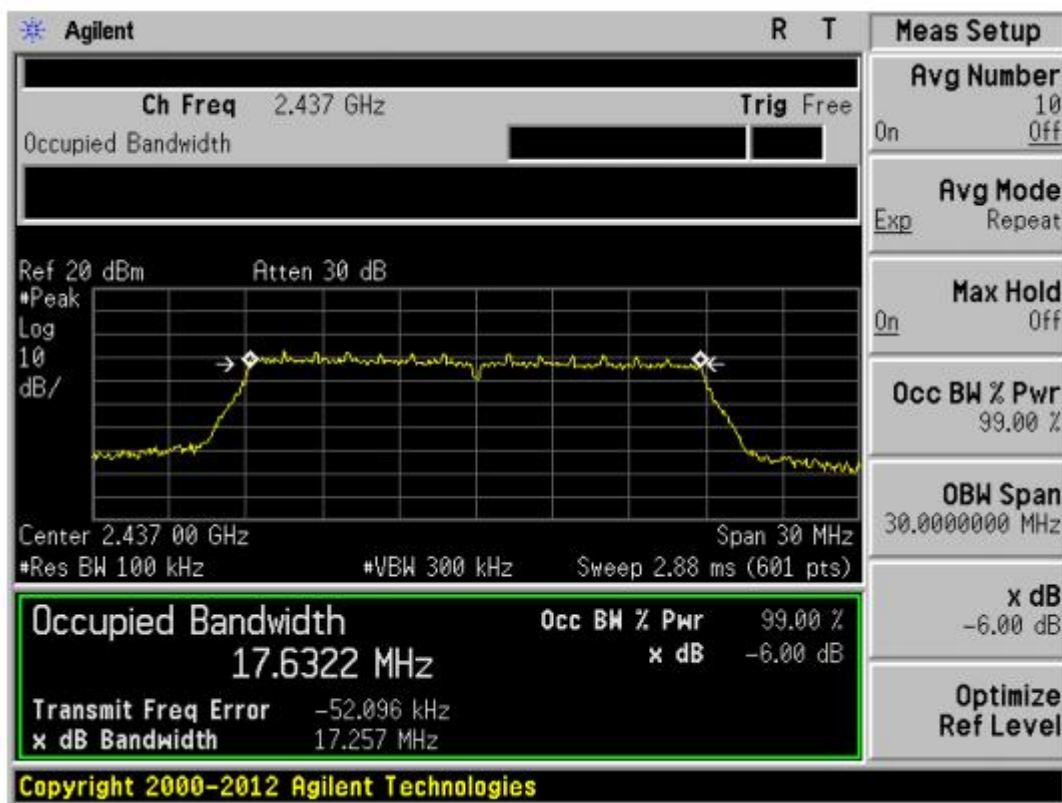 Agilent R T
Ch Freq 2.437 GHz Trig Free
Occupied Bandwidth
Ref 20 dBm Atten 30 dB
#Peak
Log
10
dB/
Center 2.437 00 GHz Span 30 MHz
#Res BW 100 kHz #VBW 300 kHz Sweep 2.88 ms (601 pts)
Occupied Bandwidth Occ BW % Pwr 99.00 %
17.6322 MHz x dB -6.00 dB
Transmit Freq Error -52.096 kHz
x dB Bandwidth 17.257 MHz
Copyright 2000-2012 Agilent Technologies
Meas Setup
Avg Number
10
On Off
Avg Mode
Exp Repeat
Max Hold
On Off
Occ BW % Pwr
99.00 %
OBW Span
30.0000000 MHz
x dB
-6.00 dB
Optimize
Ref Level